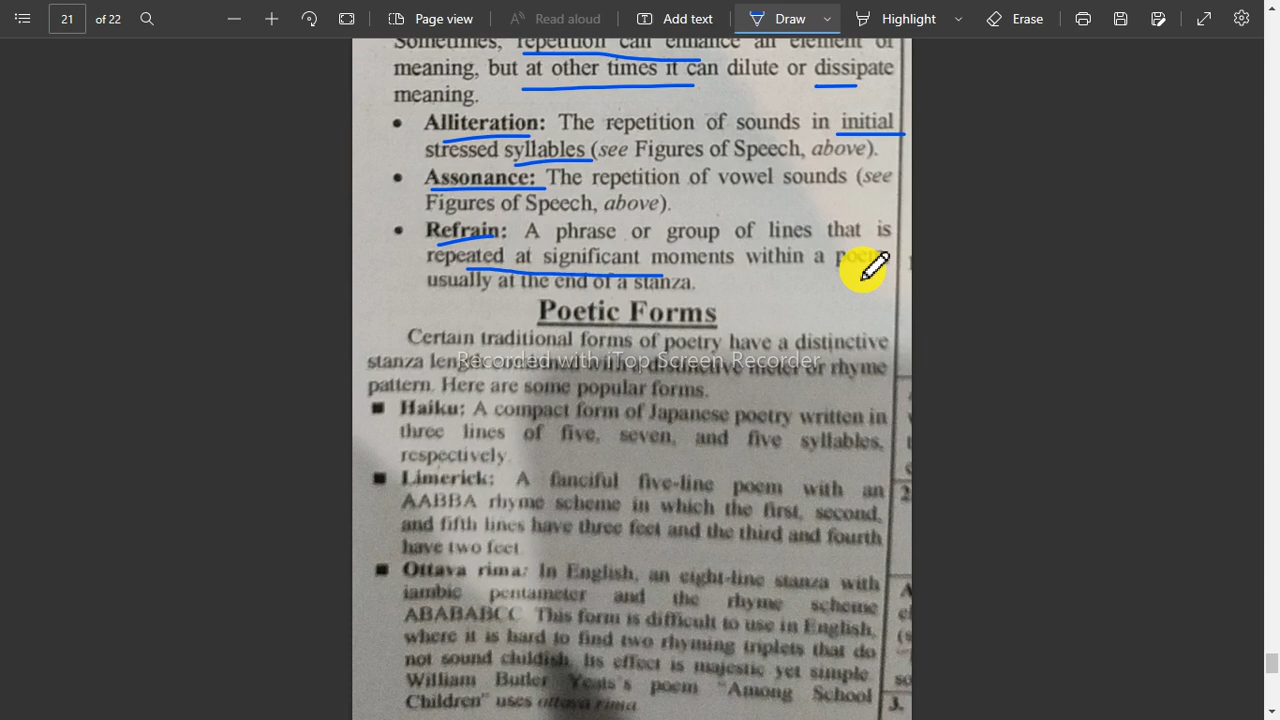 21 of 22 Page view Read aloud Add text Draw Highlight Erase
Sometimes, repetition can enhance an element of
meaning, but at other times it can dilute or dissipate
meaning.
• Alliteration: The repetition of sounds in initial
stressed syllables (see Figures of Speech, above).
• Assonance: The repetition of vowel sounds (see
Figures of Speech, above).
• Refrain: A phrase or group of lines that is
repeated at significant moments within a
usually at the end of a stanza.
Poetic Forms
Certain traditional forms of poetry have a distinctive
Recorded with iTop Screen Recorder
stanza length combined with a distinctive meter or rhyme
pattern. Here are some popular forms.
■ Haiku: A compact form of Japanese poetry written in
three lines of five, seven, and five syllables,
respectively.
■ Limerick: A fanciful five-line poem with an
AABBA rhyme scheme in which the first, second,
and fifth lines have three feet and the third and fourth
have two feet.
■ Ottava rima: In English, an eight-line stanza with
iambic pentameter and the rhyme scheme
ABABABCC. This form is difficult to use in English,
where it is hard to find two rhyming triplets that do
not sound childish. Its effect is majestic yet simple.
William Butler Yeats's poem "Among School
Children" uses ottava rima.
2
3.